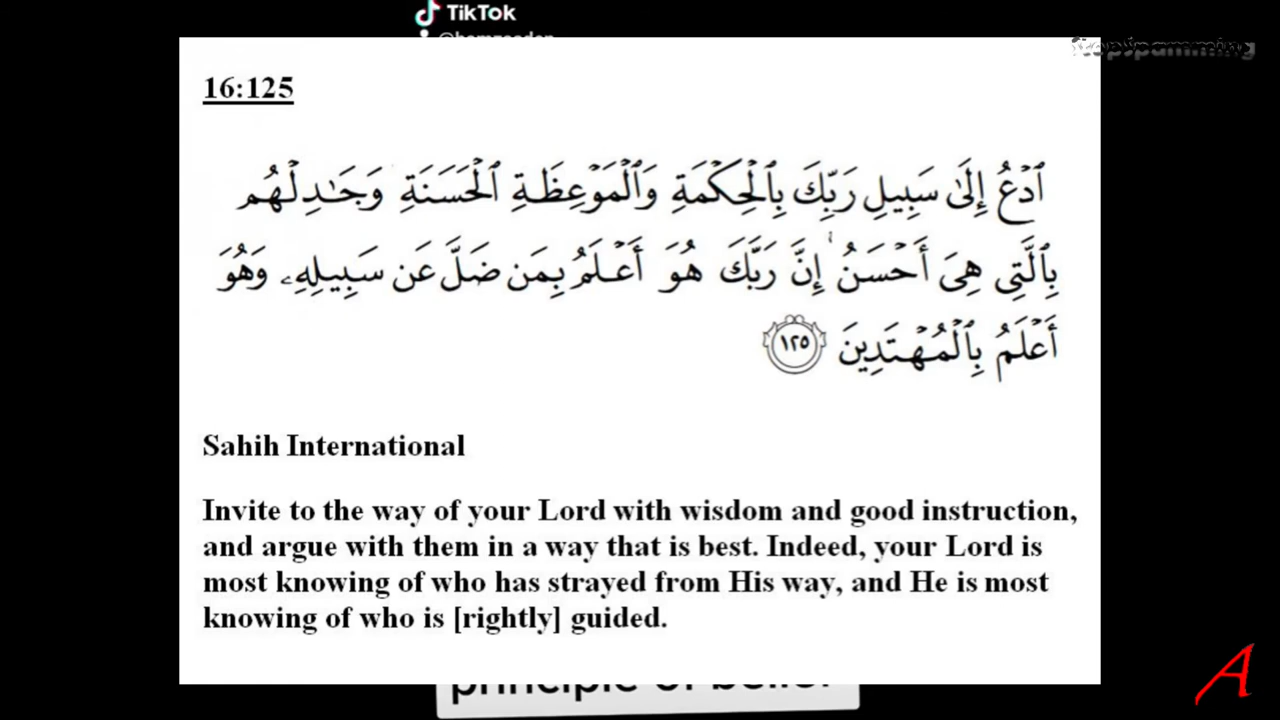 TikTok
stopspamming
16:125
ٱدۡعُ إِلَىٰ سَبِيلِ رَبِّكَ بِٱلۡحِكۡمَةِ وَٱلۡمَوۡعِظَةِ ٱلۡحَسَنَةِ وَجَـٰدِلۡهُم
بِٱلَّتِى هِىَ أَحۡسَنُ إِنَّ رَبَّكَ هُوَ أَعۡلَمُ بِمَن ضَلَّ عَن سَبِيلِهِۦ وَهُوَ
أَعۡلَمُ بِٱلۡمُهۡتَدِينَ ١٢٥
Sahih International
Invite to the way of your Lord with wisdom and good instruction,
and argue with them in a way that is best. Indeed, your Lord is
most knowing of who has strayed from His way, and He is most
knowing of who is [rightly] guided.
principle of belief
A